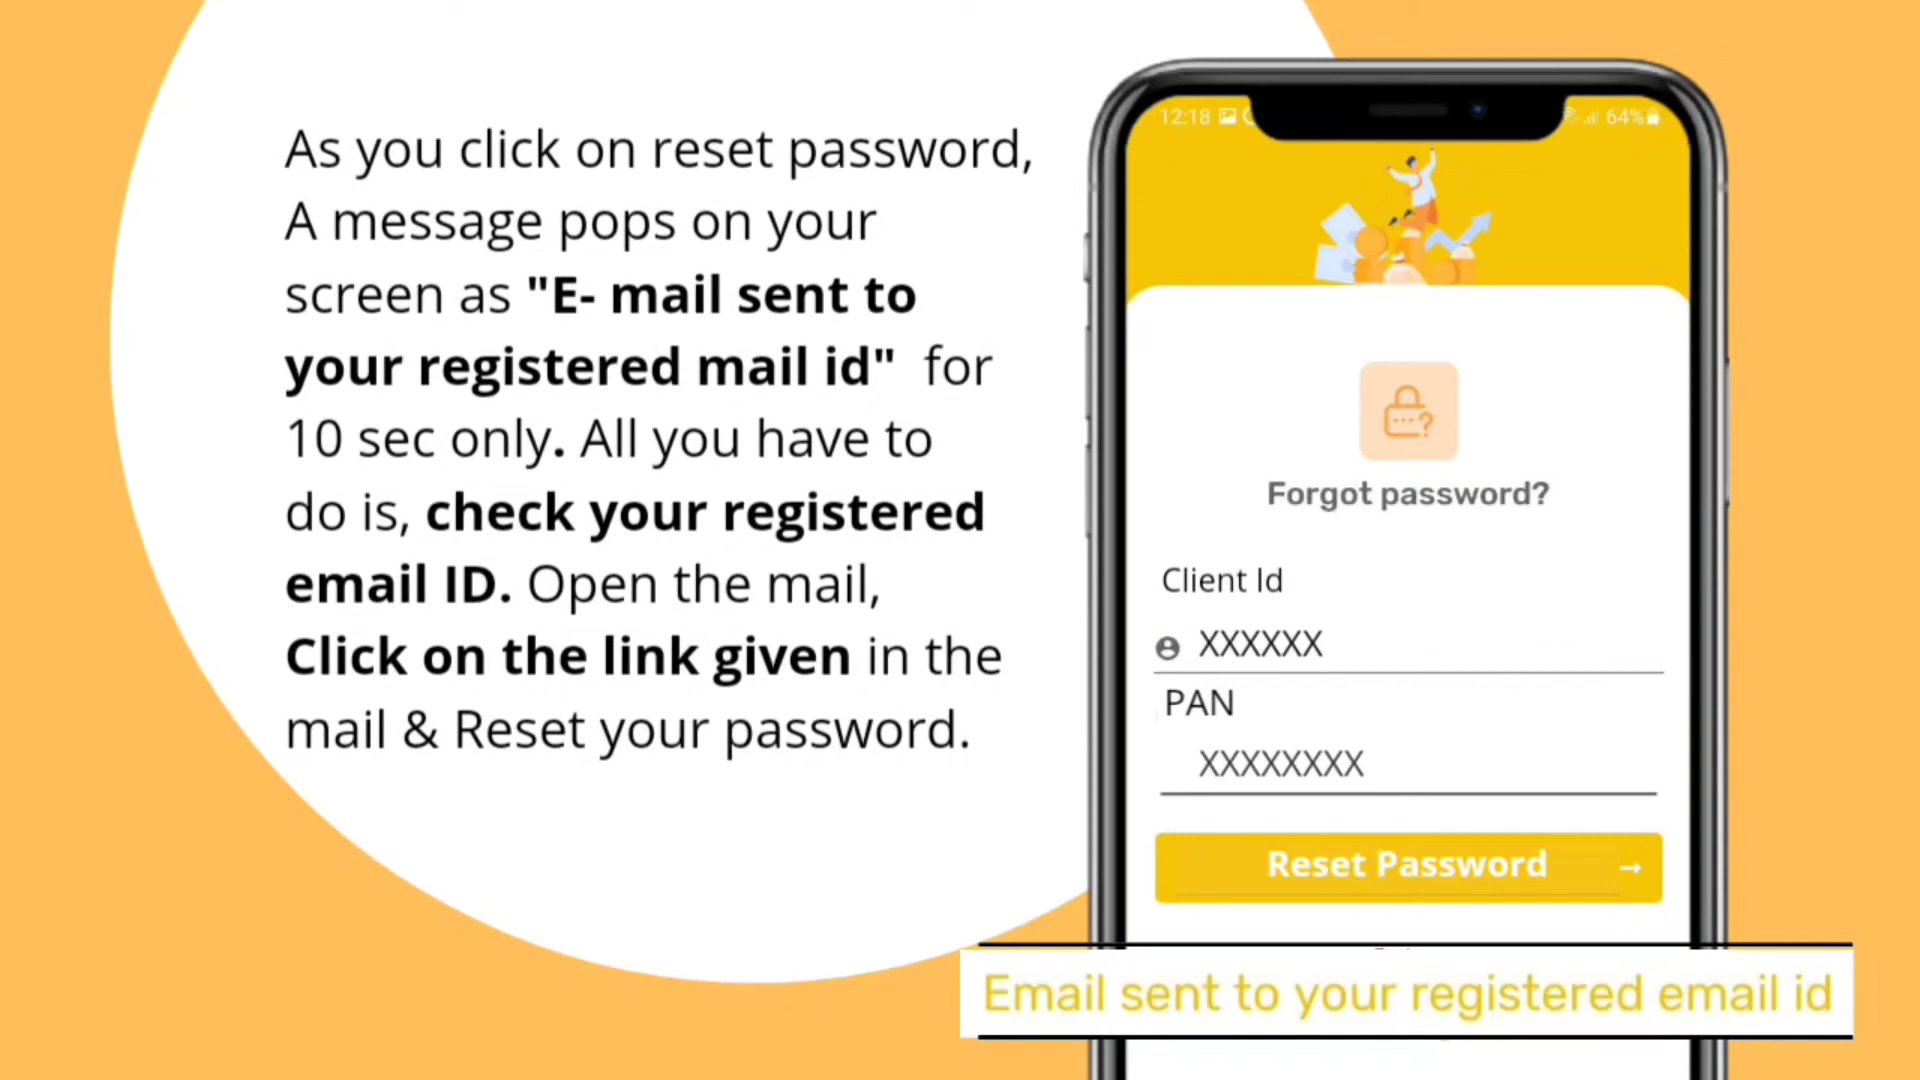 As you click on reset password,
A message pops on your
screen as "E- mail sent to
your registered mail id"  for
10 sec only. All you have to
do is, check your registered
email ID. Open the mail,
Click on the link given in the
mail & Reset your password.
12:18
64%
Forgot password?
Client Id
XXXXXX
PAN
XXXXXXXX
Reset Password →
Email sent to your registered email id